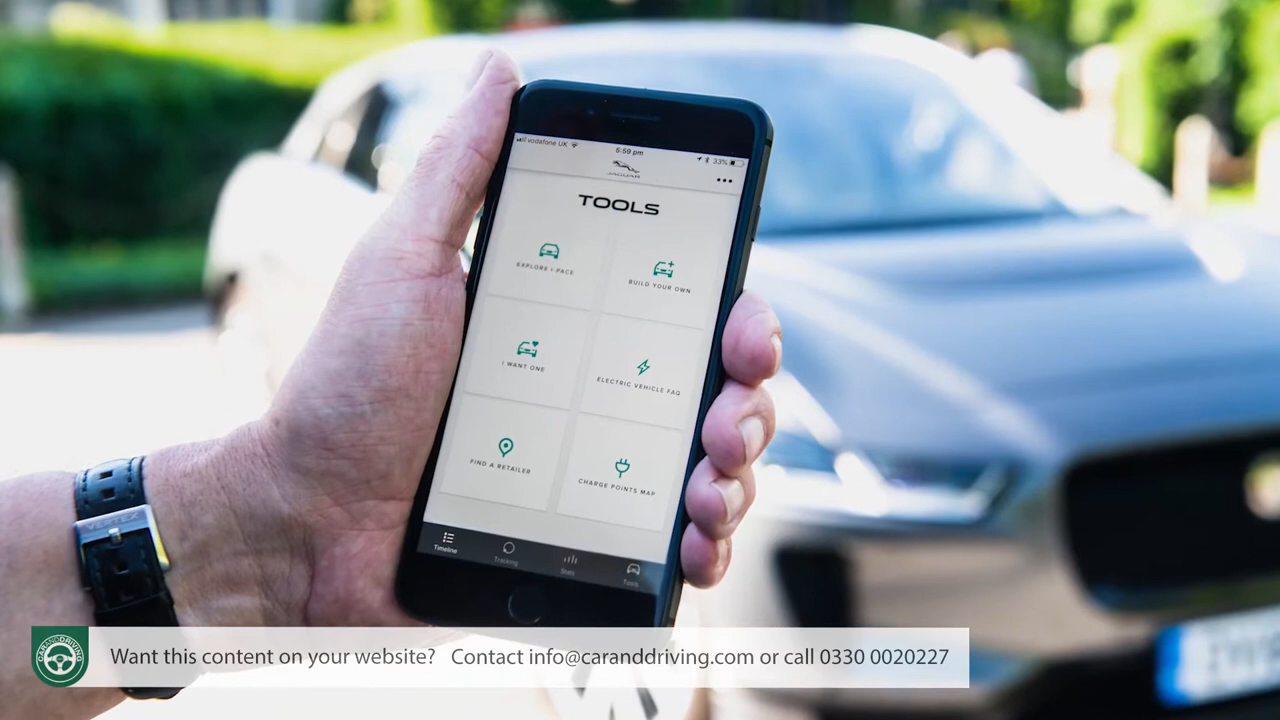 vodafone UK
5:59 pm
33%
JAGUAR
TOOLS
EXPLORE I-PACE
BUILD YOUR OWN
I WANT ONE
ELECTRIC VEHICLE FAQ
FIND A RETAILER
CHARGE POINTS MAP
Timeline
Tracking
Stats
Tools
VERTEX
CARANDDRIVING
Want this content on your website? Contact info@caranddriving.com or call 0330 0020227